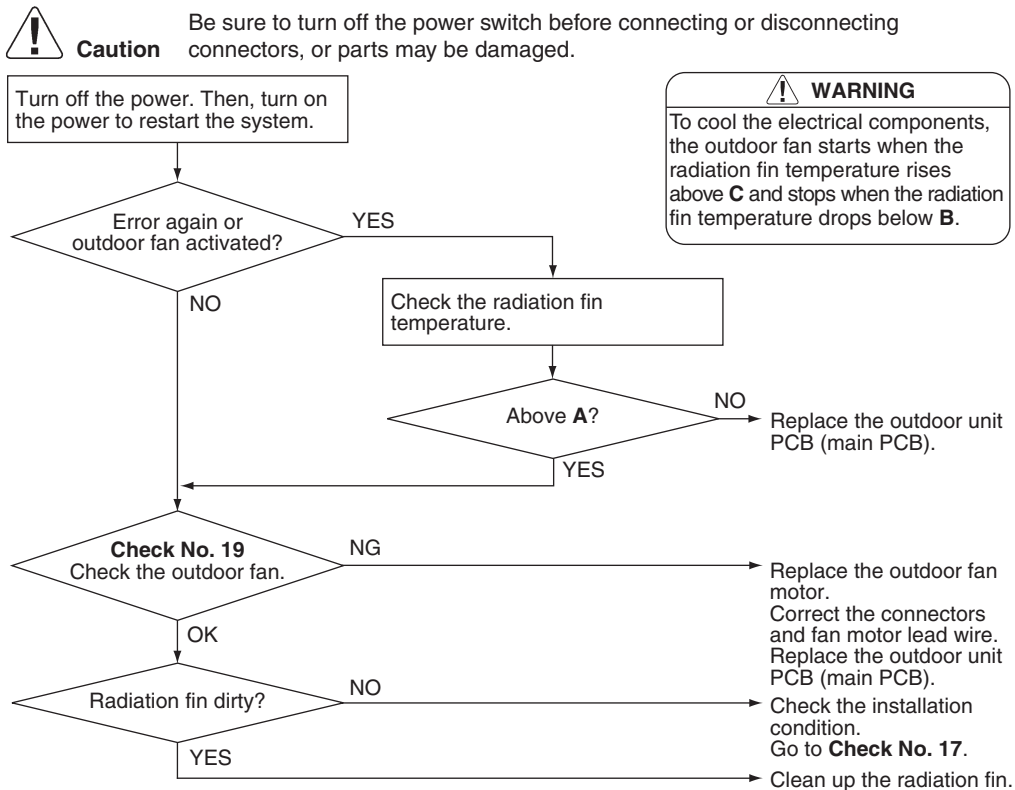 Be sure to turn off the power switch before connecting or disconnecting
Caution connectors, or parts may be damaged.
Turn off the power. Then, turn on
the power to restart the system.
WARNING
To cool the electrical components,
the outdoor fan starts when the
radiation fin temperature rises
above C and stops when the radiation
fin temperature drops below B.
Error again or
outdoor fan activated?
YES
NO
Check the radiation fin
temperature.
Above A?
NO
Replace the outdoor unit
PCB (main PCB).
YES
Check No. 19
Check the outdoor fan.
NG
Replace the outdoor fan
motor.
Correct the connectors
and fan motor lead wire.
Replace the outdoor unit
PCB (main PCB).
OK
Radiation fin dirty?
NO
Check the installation
condition.
Go to Check No. 17.
YES
Clean up the radiation fin.